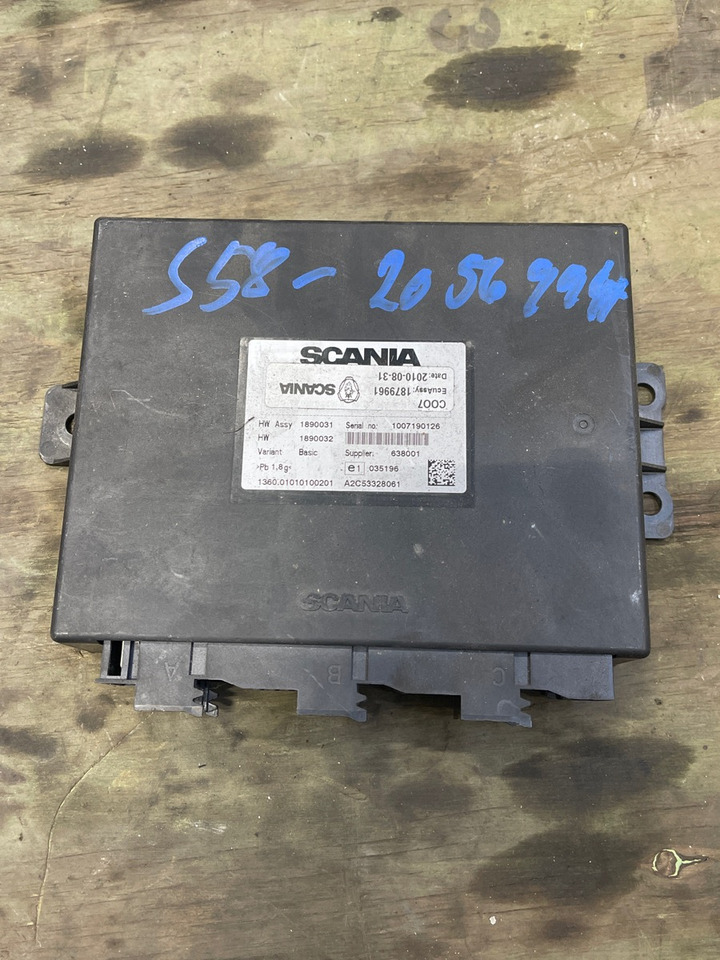 S58 - 205699
SCANIA
COO7
EcuAssy: 1879961
Date: 2010-08-31
SCANIA
HW Assy 1890031 Serial no: 1007190126
HW 1890032
Variant Basic Supplier: 638001
>Pb 1,8g< e1 035196
1360.01010100201 A2C53328061
SCANIA
A B C